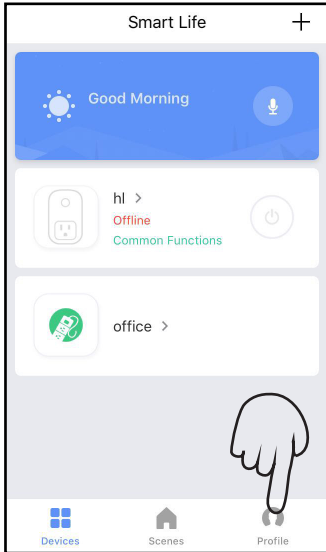 Smart Life
Good Morning
hl
Offline
Common Functions
office
Devices Scenes Profile